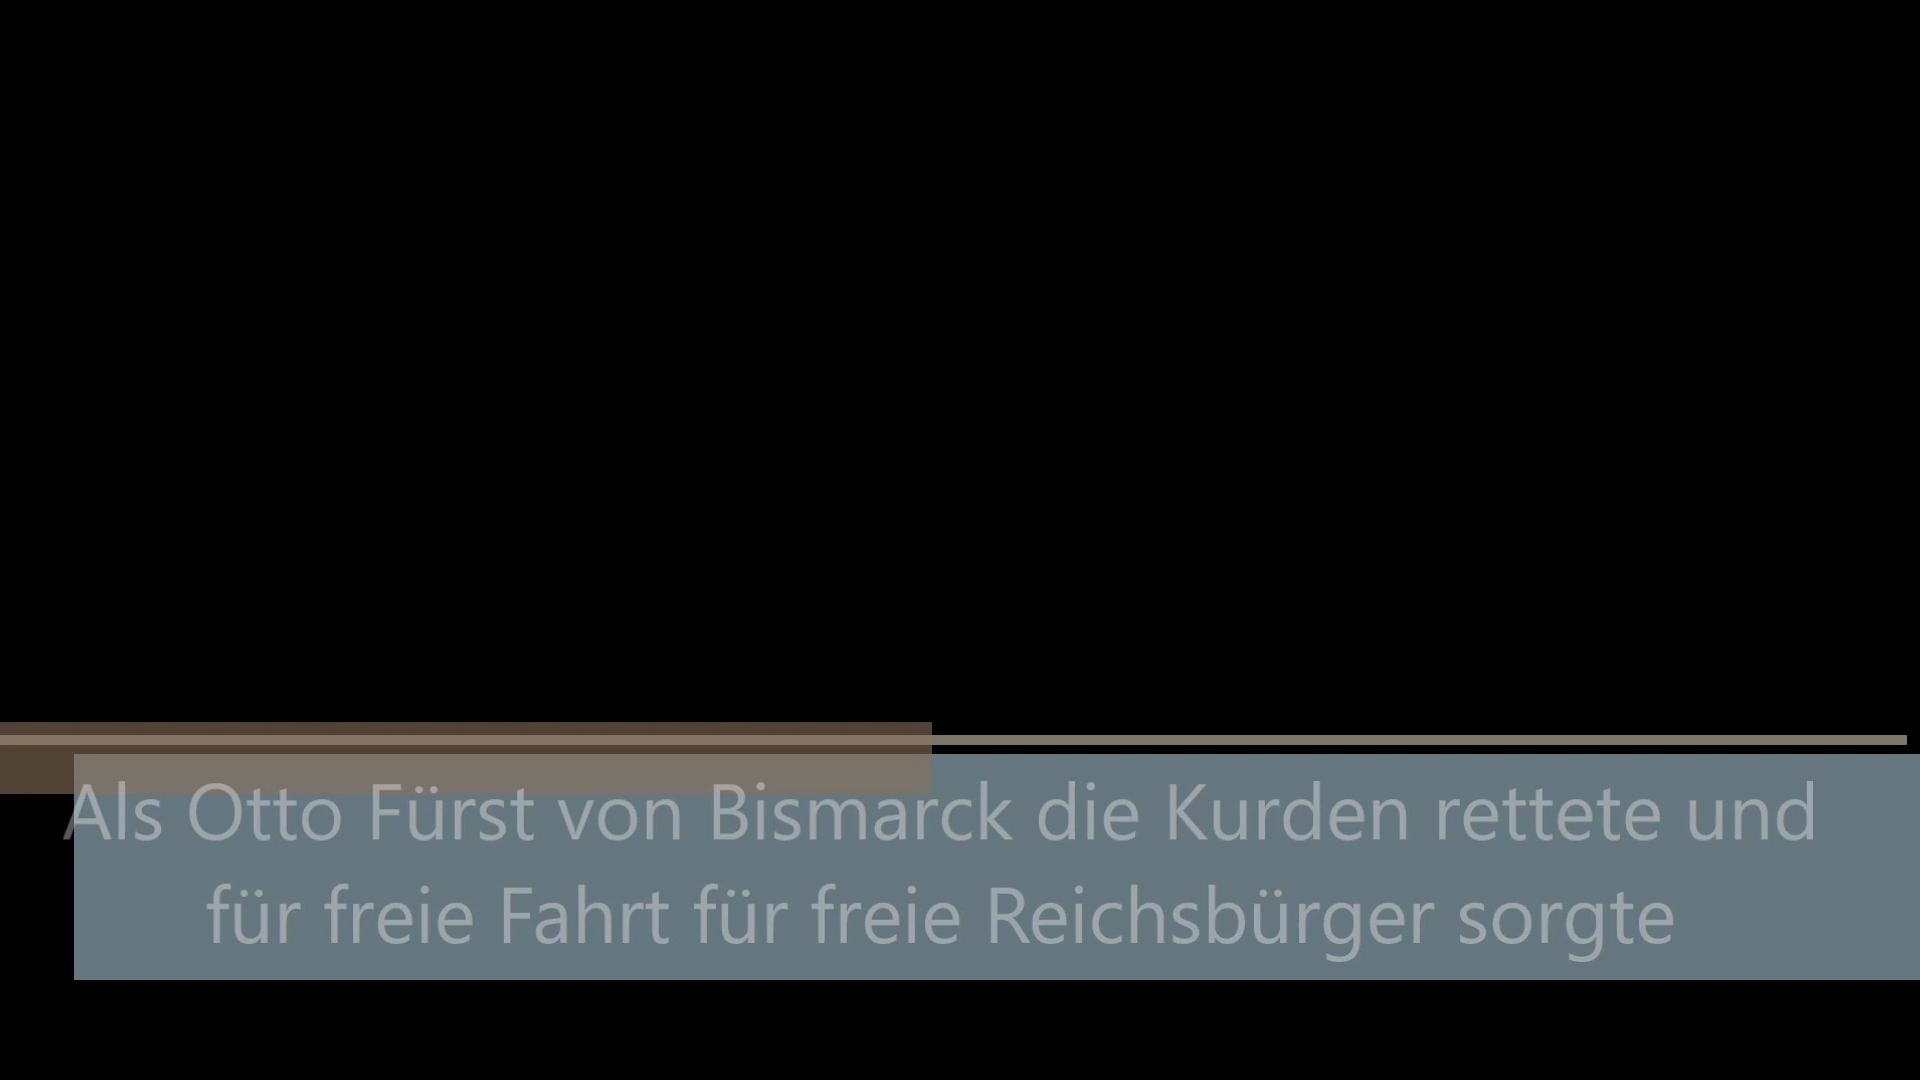 Als Otto Fürst von Bismarck die Kurden rettete und
für freie Fahrt für freie Reichsbürger sorgte